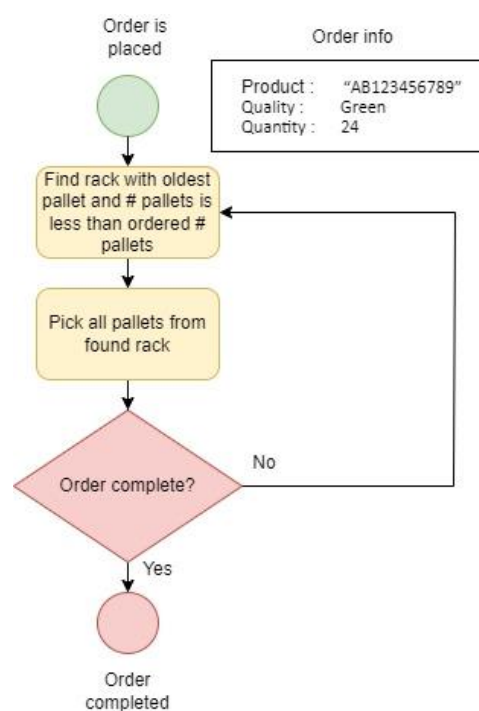 Order is
placed
Order info
Product : "AB123456789"
Quality : Green
Quantity : 24
Find rack with oldest
pallet and # pallets is
less than ordered #
pallets
Pick all pallets from
found rack
Order complete?
No
Yes
Order
completed